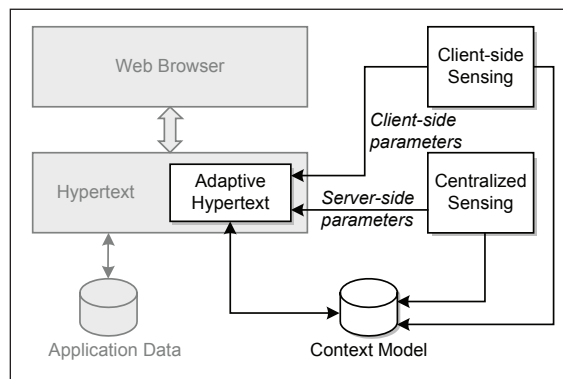 Web Browser
Client-side
Sensing
Client-side
parameters
Hypertext
Adaptive
Hypertext
Server-side
parameters
Centralized
Sensing
Application Data
Context Model